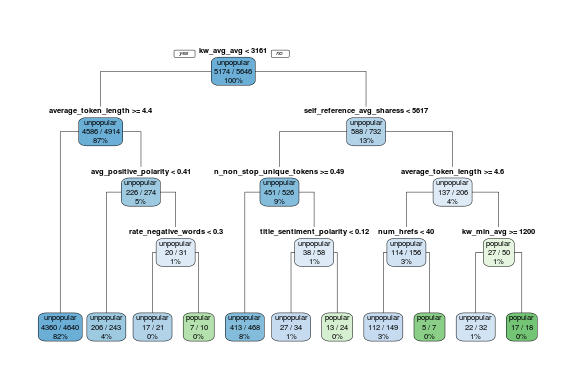 kw_avg_avg < 3161
yes
no
unpopular
5174 / 5646
100%
average_token_length >= 4.4
self_reference_avg_sharess < 5617
unpopular
4586 / 4914
87%
unpopular
588 / 732
13%
avg_positive_polarity < 0.41
n_non_stop_unique_tokens >= 0.49
average_token_length >= 4.6
unpopular
226 / 274
5%
unpopular
451 / 526
9%
unpopular
137 / 206
4%
rate_negative_words < 0.3
title_sentiment_polarity < 0.12
num_hrefs < 40
kw_min_avg >= 1200
unpopular
20 / 31
1%
unpopular
38 / 58
1%
unpopular
114 / 156
3%
popular
27 / 50
1%
unpopular
4360 / 4640
82%
unpopular
206 / 243
4%
unpopular
17 / 21
0%
popular
7 / 10
0%
unpopular
413 / 468
8%
unpopular
27 / 34
1%
popular
13 / 24
0%
unpopular
112 / 149
3%
popular
5 / 7
0%
unpopular
22 / 32
1%
popular
17 / 18
0%